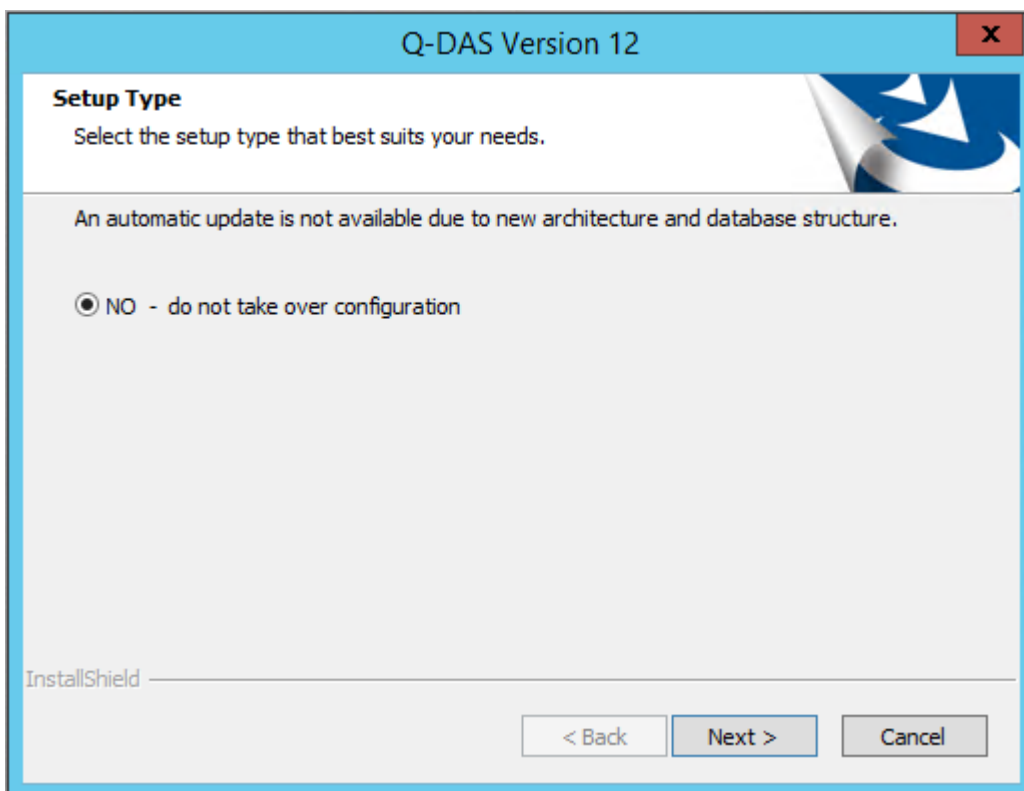 Q-DAS Version 12
x
Setup Type
Select the setup type that best suits your needs.
An automatic update is not available due to new architecture and database structure.
NO - do not take over configuration
InstallShield
< Back
Next >
Cancel